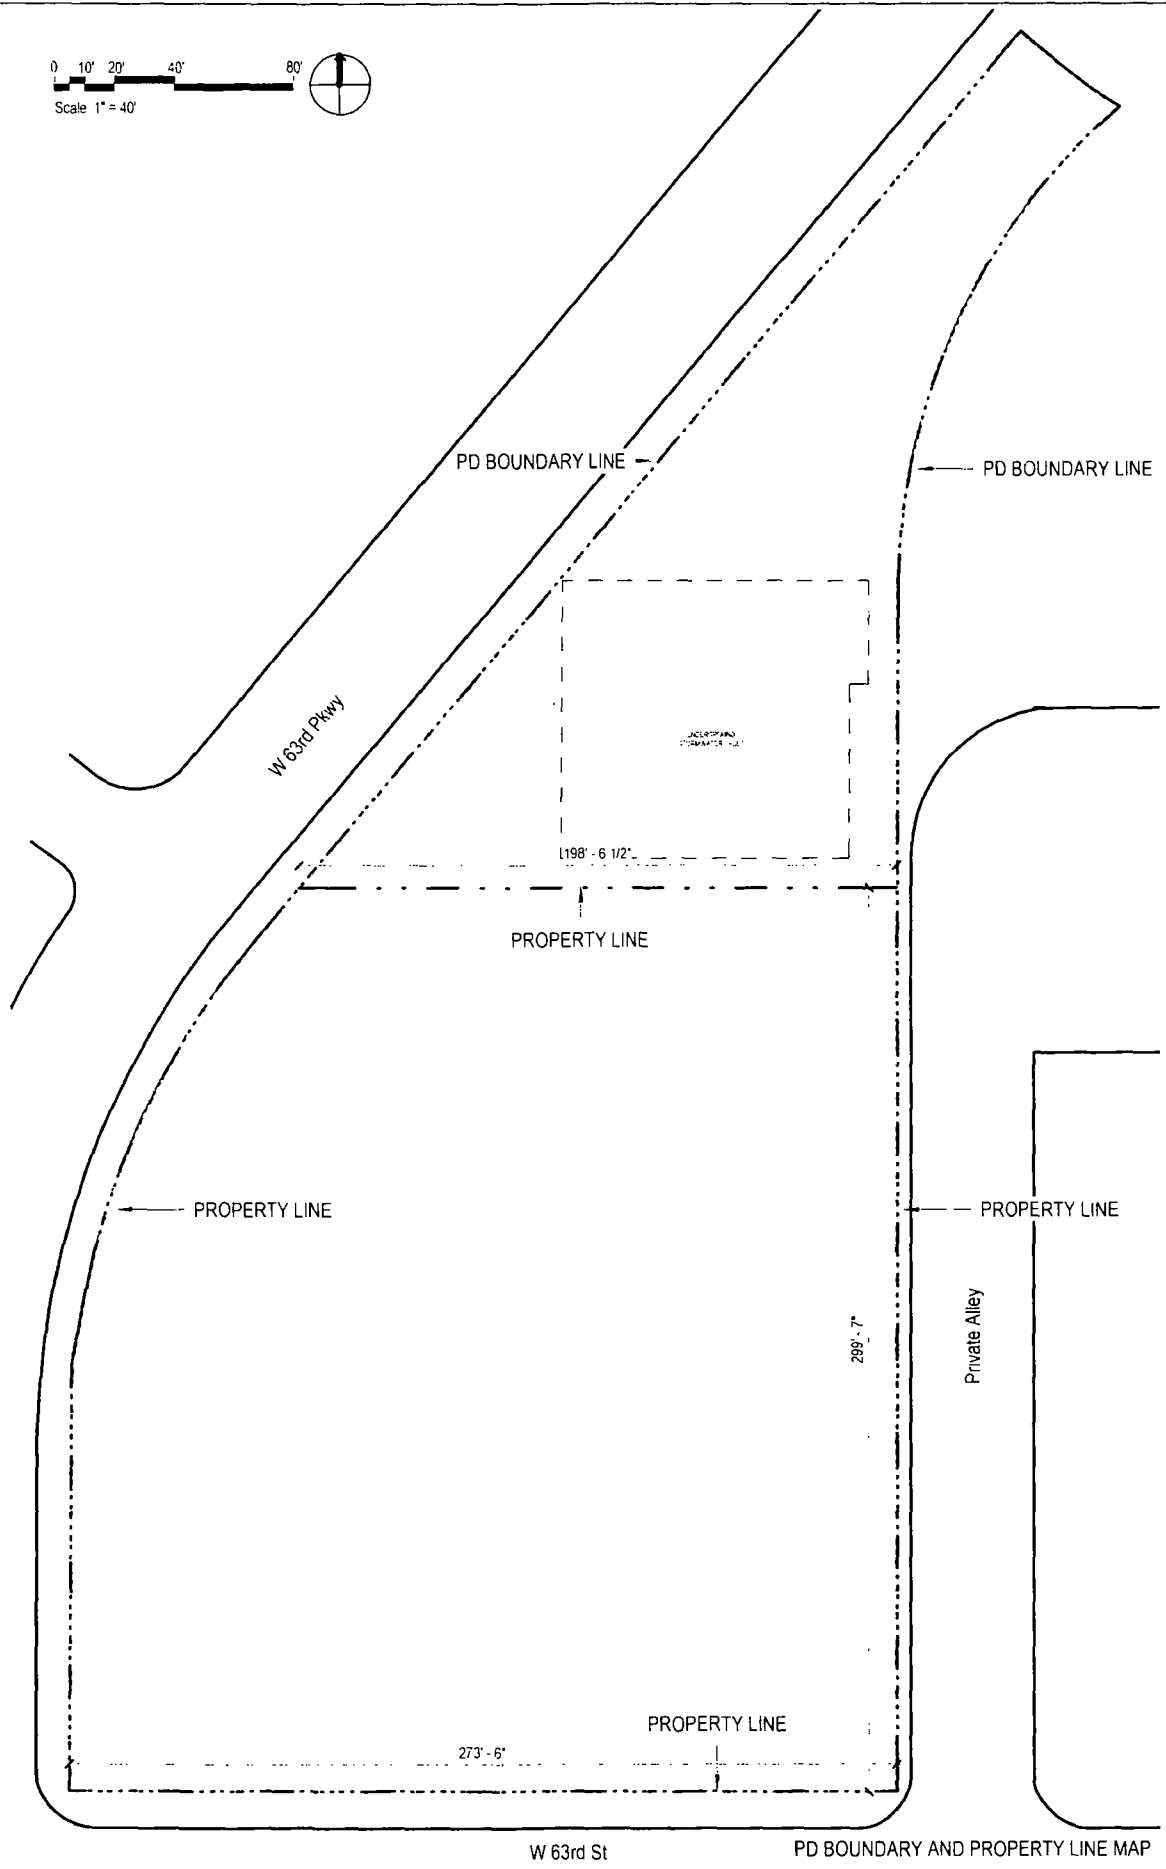 0 10' 20' 40' 80'
Scale 1" = 40'
PD BOUNDARY LINE
PD BOUNDARY LINE
W 63rd Pkwy
198' - 6 1/2"
PROPERTY LINE
PROPERTY LINE
PROPERTY LINE
299' - 7"
Private Alley
PROPERTY LINE
273' - 6"
W 63rd St
PD BOUNDARY AND PROPERTY LINE MAP